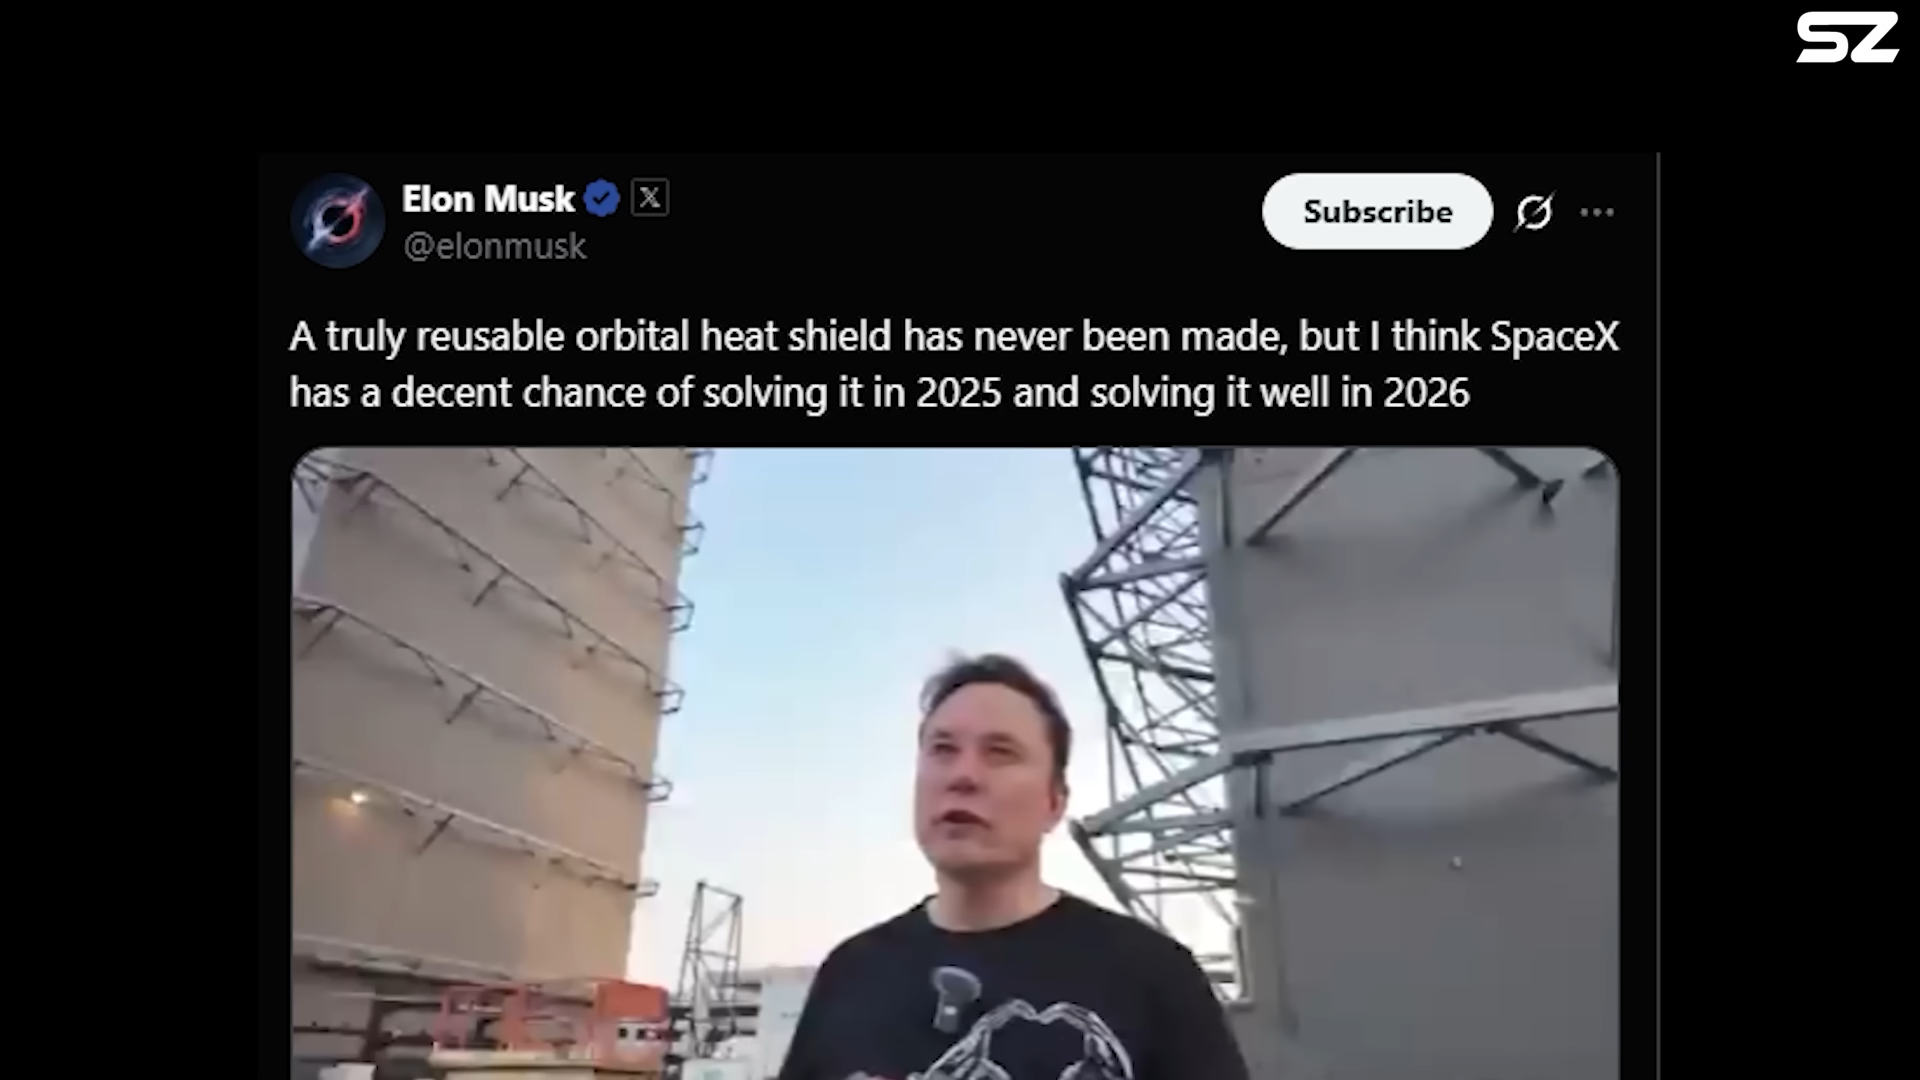 SZ
Elon Musk
@elonmusk
Subscribe
A truly reusable orbital heat shield has never been made, but I think SpaceX
has a decent chance of solving it in 2025 and solving it well in 2026